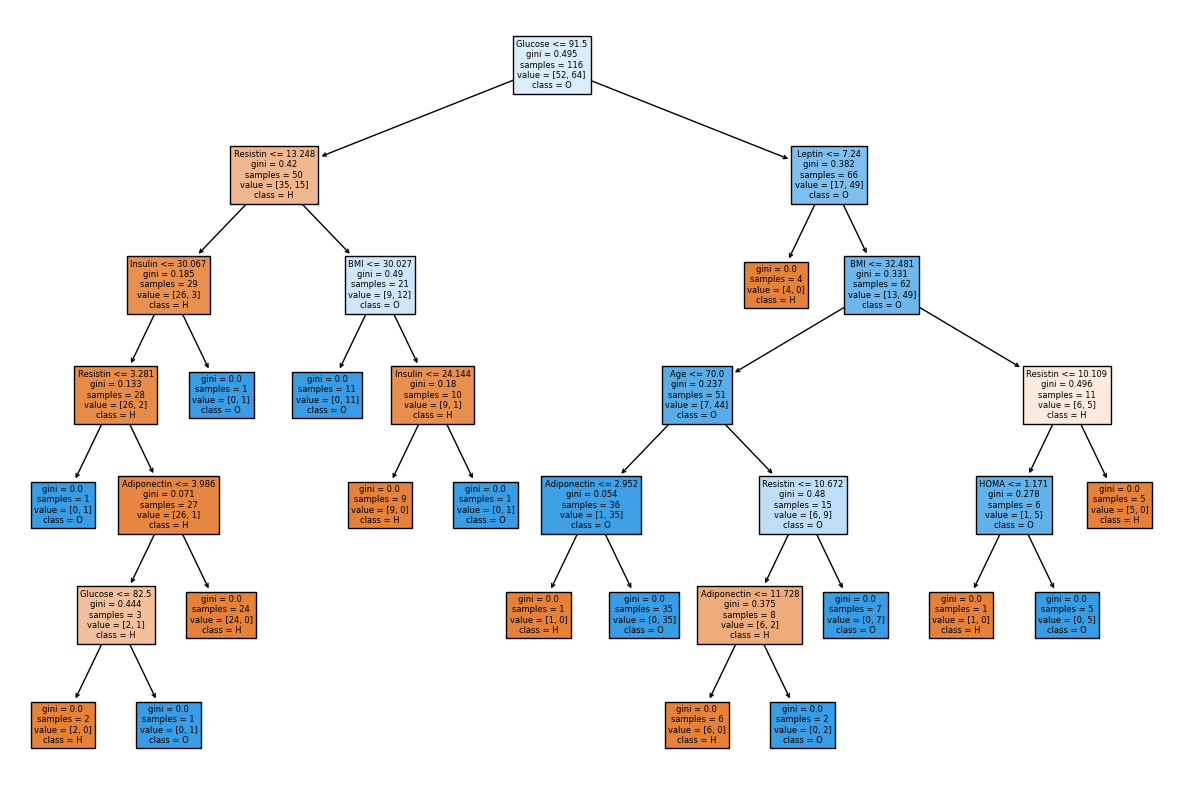 Glucose <= 91.5
gini = 0.495
samples = 116
value = [52, 64]
class = O
Resistin <= 13.248
gini = 0.42
samples = 50
value = [35, 15]
class = H
Leptin <= 7.24
gini = 0.382
samples = 66
value = [17, 49]
class = O
Insulin <= 30.067
gini = 0.185
samples = 29
value = [26, 3]
class = H
BMI <= 30.027
gini = 0.49
samples = 21
value = [9, 12]
class = O
gini = 0.0
samples = 4
value = [4, 0]
class = H
BMI <= 32.481
gini = 0.331
samples = 62
value = [13, 49]
class = O
Resistin <= 3.281
gini = 0.133
samples = 28
value = [26, 2]
class = H
gini = 0.0
samples = 1
value = [0, 1]
class = O
gini = 0.0
samples = 11
value = [0, 11]
class = O
Insulin <= 24.144
gini = 0.18
samples = 10
value = [9, 1]
class = H
Age <= 70.0
gini = 0.237
samples = 51
value = [7, 44]
class = O
Resistin <= 10.109
gini = 0.496
samples = 11
value = [6, 5]
class = H
gini = 0.0
samples = 1
value = [0, 1]
class = O
Adiponectin <= 3.986
gini = 0.071
samples = 27
value = [26, 1]
class = H
gini = 0.0
samples = 9
value = [9, 0]
class = H
gini = 0.0
samples = 1
value = [0, 1]
class = O
Adiponectin <= 2.952
gini = 0.054
samples = 36
value = [1, 35]
class = O
Resistin <= 10.672
gini = 0.48
samples = 15
value = [6, 9]
class = O
HOMA <= 1.171
gini = 0.278
samples = 6
value = [1, 5]
class = O
gini = 0.0
samples = 5
value = [5, 0]
class = H
Glucose <= 82.5
gini = 0.444
samples = 3
value = [2, 1]
class = H
gini = 0.0
samples = 24
value = [24, 0]
class = H
gini = 0.0
samples = 1
value = [1, 0]
class = H
gini = 0.0
samples = 35
value = [0, 35]
class = O
Adiponectin <= 11.728
gini = 0.375
samples = 8
value = [6, 2]
class = H
gini = 0.0
samples = 7
value = [0, 7]
class = O
gini = 0.0
samples = 1
value = [1, 0]
class = H
gini = 0.0
samples = 5
value = [0, 5]
class = O
gini = 0.0
samples = 2
value = [2, 0]
class = H
gini = 0.0
samples = 1
value = [0, 1]
class = O
gini = 0.0
samples = 6
value = [6, 0]
class = H
gini = 0.0
samples = 2
value = [0, 2]
class = O